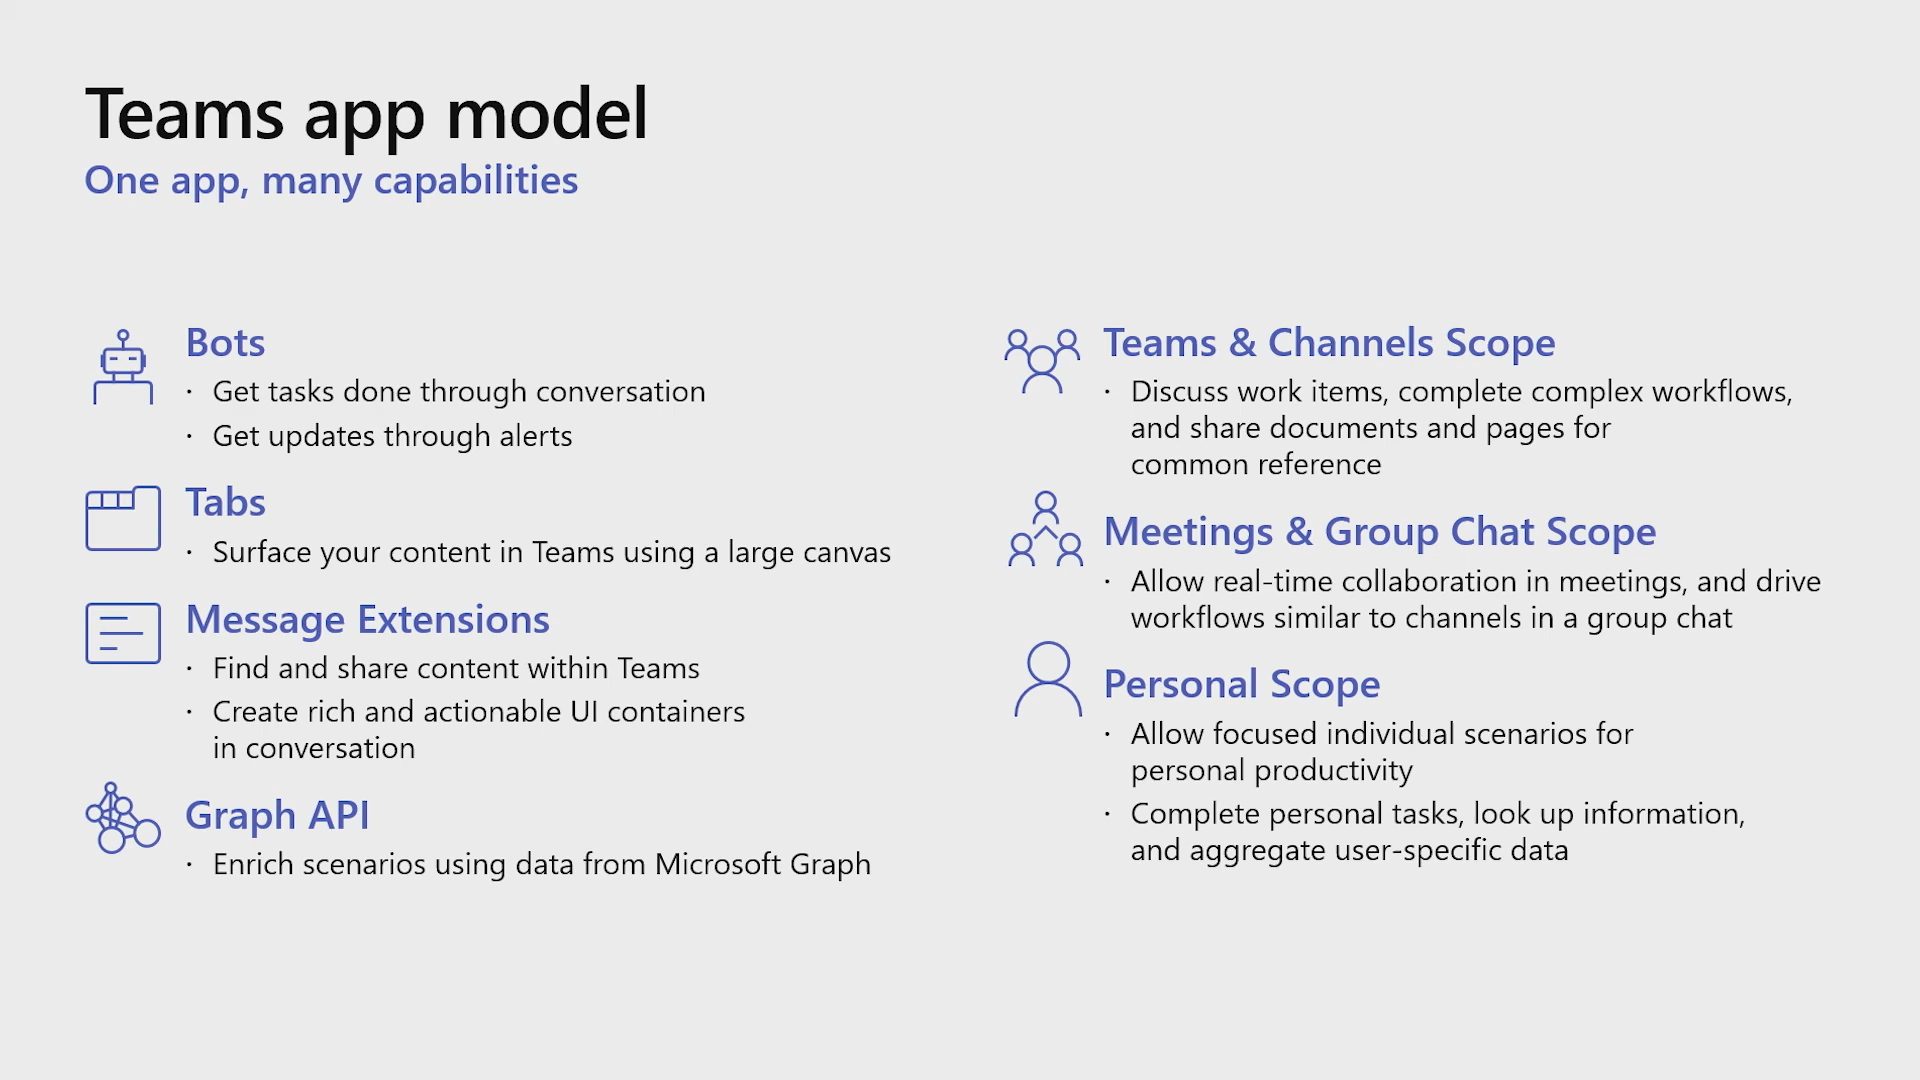 Teams app model
One app, many capabilities
Bots
· Get tasks done through conversation
· Get updates through alerts
Tabs
· Surface your content in Teams using a large canvas
Message Extensions
· Find and share content within Teams
· Create rich and actionable UI containers
in conversation
Graph API
· Enrich scenarios using data from Microsoft Graph
Teams & Channels Scope
· Discuss work items, complete complex workflows,
and share documents and pages for
common reference
Meetings & Group Chat Scope
· Allow real-time collaboration in meetings, and drive
workflows similar to channels in a group chat
Personal Scope
· Allow focused individual scenarios for
personal productivity
· Complete personal tasks, look up information,
and aggregate user-specific data